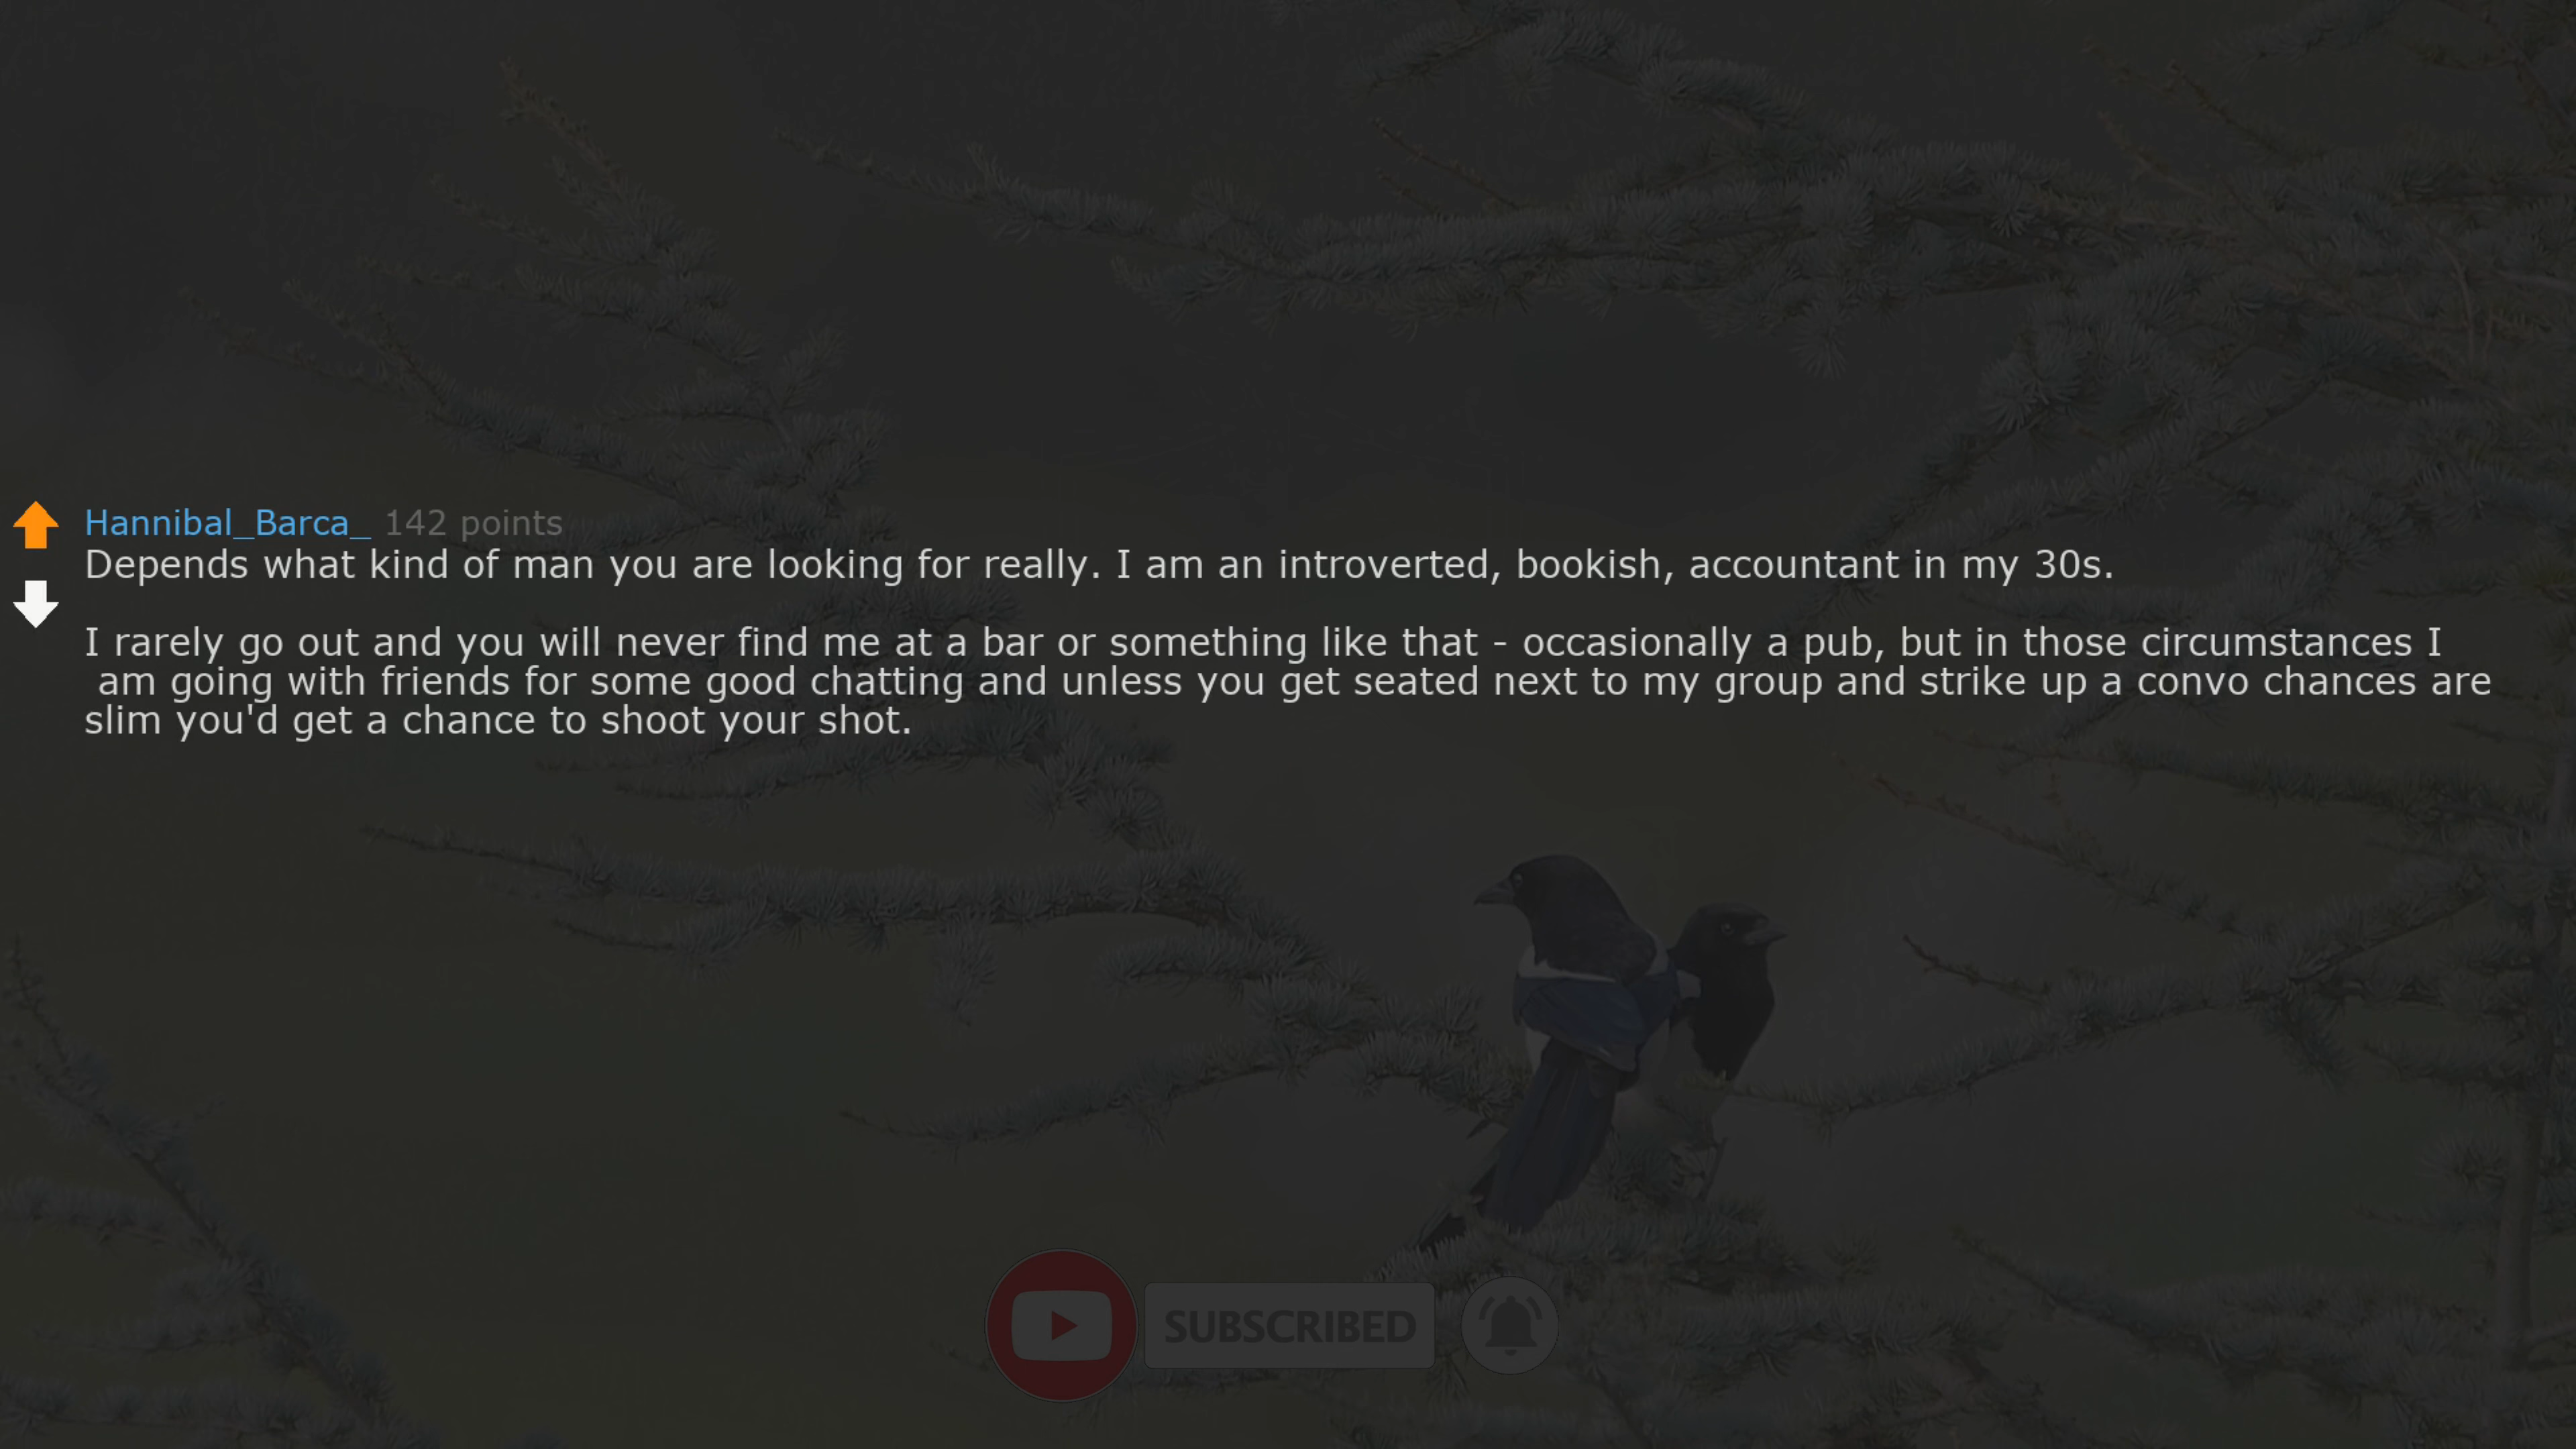 Hannibal_Barca_ 142 points
Depends what kind of man you are looking for really. I am an introverted, bookish, accountant in my 30s.
I rarely go out and you will never find me at a bar or something like that - occasionally a pub, but in those circumstances I
am going with friends for some good chatting and unless you get seated next to my group and strike up a convo chances are
slim you'd get a chance to shoot your shot.
SUBSCRIBED